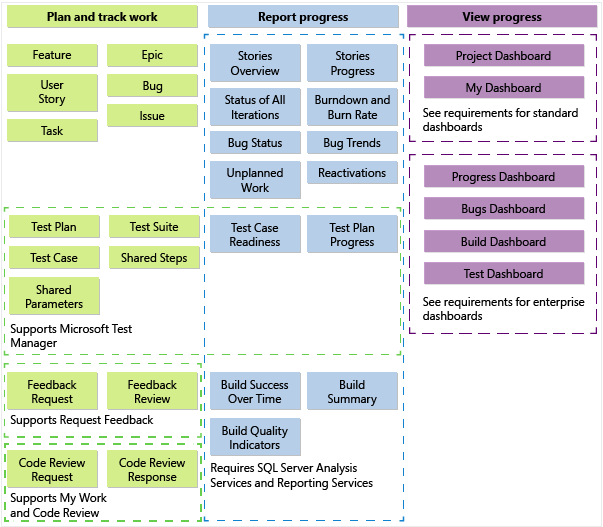 Plan and track work
Report progress
View progress
Feature
Epic
User
Story
Bug
Task
Issue
Stories
Overview
Stories
Progress
Status of All
Iterations
Burndown and
Burn Rate
Bug Status
Bug Trends
Unplanned
Work
Reactivations
Project Dashboard
My Dashboard
See requirements for standard
dashboards
Progress Dashboard
Bugs Dashboard
Build Dashboard
Test Dashboard
See requirements for enterprise
dashboards
Test Plan
Test Suite
Test Case
Shared Steps
Shared
Parameters
Supports Microsoft Test
Manager
Test Case
Readiness
Test Plan
Progress
Feedback
Request
Feedback
Review
Supports Request Feedback
Code Review
Request
Code Review
Response
Supports My Work
and Code Review
Build Success
Over Time
Build
Summary
Build Quality
Indicators
Requires SQL Server Analysis
Services and Reporting Services